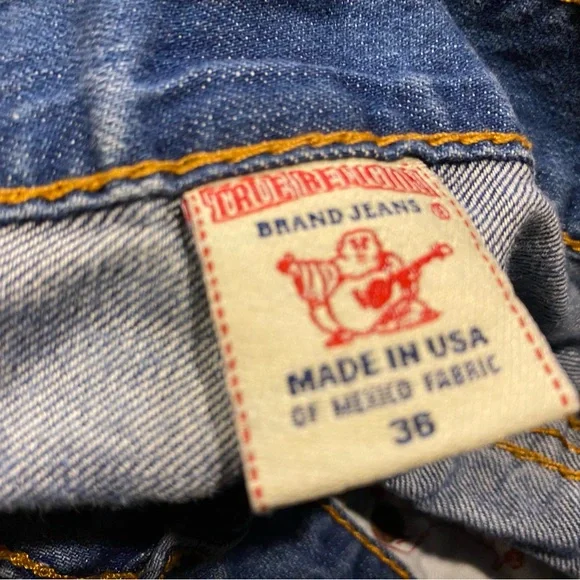 TRUE RELIGION
BRAND JEANS ®
MADE IN USA
OF MEXICO FABRIC
36